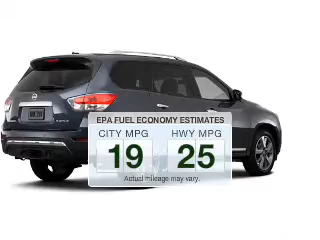 EPA FUEL ECONOMY ESTIMATES
CITY MPG HWY MPG
19 25
Actual mileage may vary.